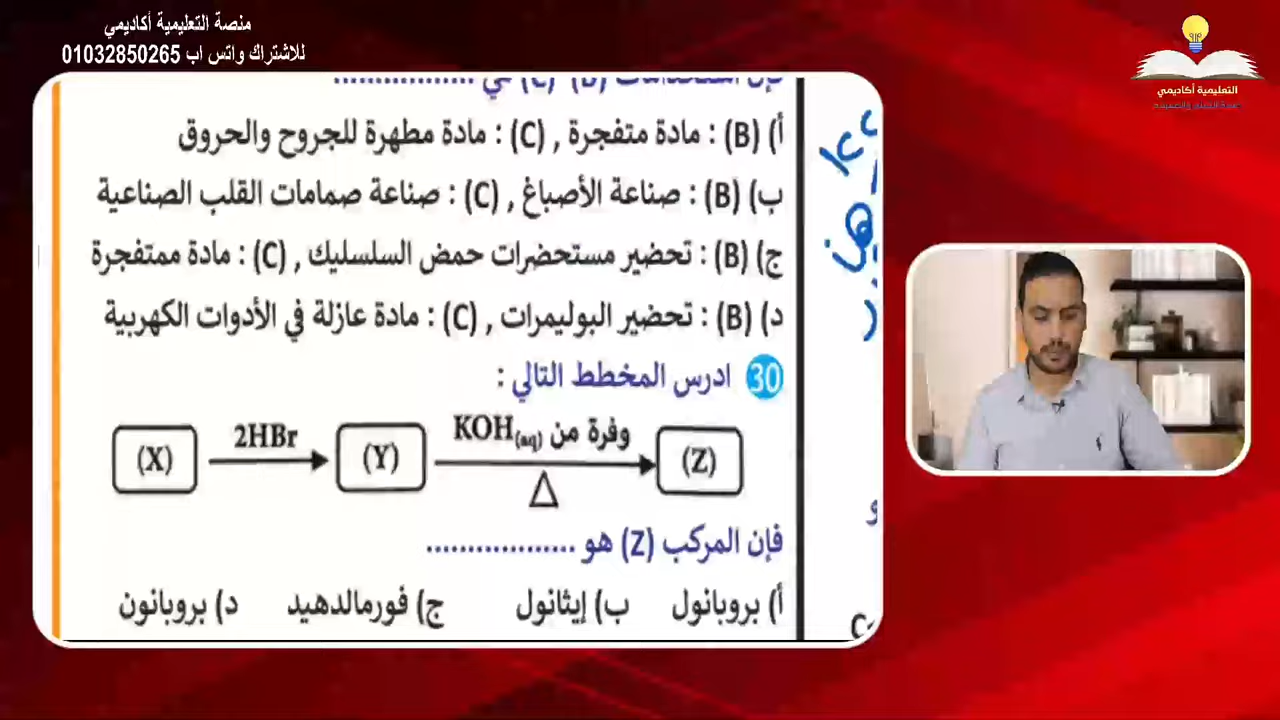 منصة التعليمية أكاديمي
للاشتراك واتس اب 01032850265
التعليمية أكاديمي
(B) (C)
أ) (B) : مادة متفجرة , (C) : مادة مطهرة للجروح والحروق
ب) (B) : صناعة الأصباغ , (C) : صناعة صمامات القلب الصناعية
ج) (B) : تحضير مستحضرات حمض السلسليك , (C) : مادة ممتفجرة
د) (B) : تحضير البوليمرات , (C) : مادة عازلة في الأدوات الكهربية
30 ادرس المخطط التالي :
(X) 2HBr (Y) وفرة من KOH(aq) Δ (Z)
فإن المركب (Z) هو ..................
أ) بروبانول ب) إيثانول ج) فورمالدهيد د) بروبانون